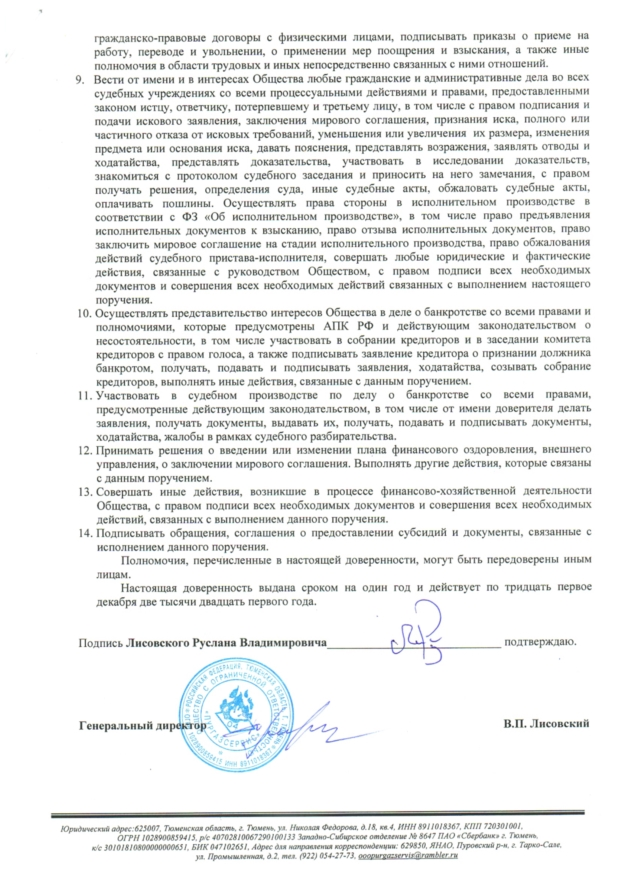 гражданско-правовые договоры с физическими лицами, подписывать приказы о приеме на
работу, переводе и увольнении, о применении мер поощрения и взыскания, а также иные
полномочия в области трудовых и иных непосредственно связанных с ними отношений.
9. Вести от имени и в интересах Общества любые гражданские и административные дела во всех
судебных учреждениях со всеми процессуальными действиями и правами, предоставленными
законом истцу, ответчику, потерпевшему и третьему лицу, в том числе с правом подписания и
подачи искового заявления, заключения мирового соглашения, признания иска, полного или
частичного отказа от исковых требований, уменьшения или увеличения их размера, изменения
предмета или основания иска, давать пояснения, представлять возражения, заявлять отводы и
ходатайства, представлять доказательства, участвовать в исследовании доказательств,
знакомиться с протоколом судебного заседания и приносить на него замечания, с правом
получать решения, определения суда, иные судебные акты, обжаловать судебные акты,
оплачивать пошлины. Осуществлять права стороны в исполнительном производстве в
соответствии с ФЗ «Об исполнительном производстве», в том числе право предъявления
исполнительных документов к взысканию, право отзыва исполнительных документов, право
заключить мировое соглашение на стадии исполнительного производства, право обжалования
действий судебного пристава-исполнителя, совершать любые юридические и фактические
действия, связанные с руководством Обществом, с правом подписи всех необходимых
документов и совершения всех необходимых действий связанных с выполнением настоящего
поручения.
10. Осуществлять представительство интересов Общества в деле о банкротстве со всеми правами и
полномочиями, которые предусмотрены АПК РФ и действующим законодательством о
несостоятельности, в том числе участвовать в собрании кредиторов и в заседании комитета
кредиторов с правом голоса, а также подписывать заявление кредитора о признании должника
банкротом, получать, подавать и подписывать заявления, ходатайства, созывать собрание
кредиторов, выполнять иные действия, связанные с данным поручением.
11. Участвовать в судебном производстве по делу о банкротстве со всеми правами,
предусмотренные действующим законодательством, в том числе от имени доверителя делать
заявления, получать документы, выдавать их, получать, подавать и подписывать документы,
ходатайства, жалобы в рамках судебного разбирательства.
12. Принимать решения о введении или изменении плана финансового оздоровления, внешнего
управления, о заключении мирового соглашения. Выполнять другие действия, которые связаны
с данным поручением.
13. Совершать иные действия, возникшие в процессе финансово-хозяйственной деятельности
Общества, с правом подписи всех необходимых документов и совершения всех необходимых
действий, связанных с выполнением данного поручения.
14. Подписывать обращения, соглашения о предоставлении субсидий и документы, связанные с
исполнением данного поручения.
Полномочия, перечисленные в настоящей доверенности, могут быть передоверены иным
лицам.
Настоящая доверенность выдана сроком на один год и действует по тридцать первое
декабря две тысячи двадцать первого года.
Подпись Лисовского Руслана Владимировича______________________________ подтверждаю.
Генеральный директор В.П. Лисовский
Юридический адрес:625007, Тюменская область, г. Тюмень, ул. Николая Федорова, д.18, кв.4, ИНН 8911018367, КПП 720301001,
ОГРН 1028900859415, р/с 40702810067290100133 Западно-Сибирское отделение № 8647 ПАО «Сбербанк» г. Тюмень,
к/с 30101810800000000651, БИК 047102651, Адрес для направления корреспонденции: 629850, ЯНАО, Пуровский р-н, г. Тарко-Сале,
ул. Промышленная, д.2, тел. (922) 054-27-73, ooopurgazservis@rambler.ru